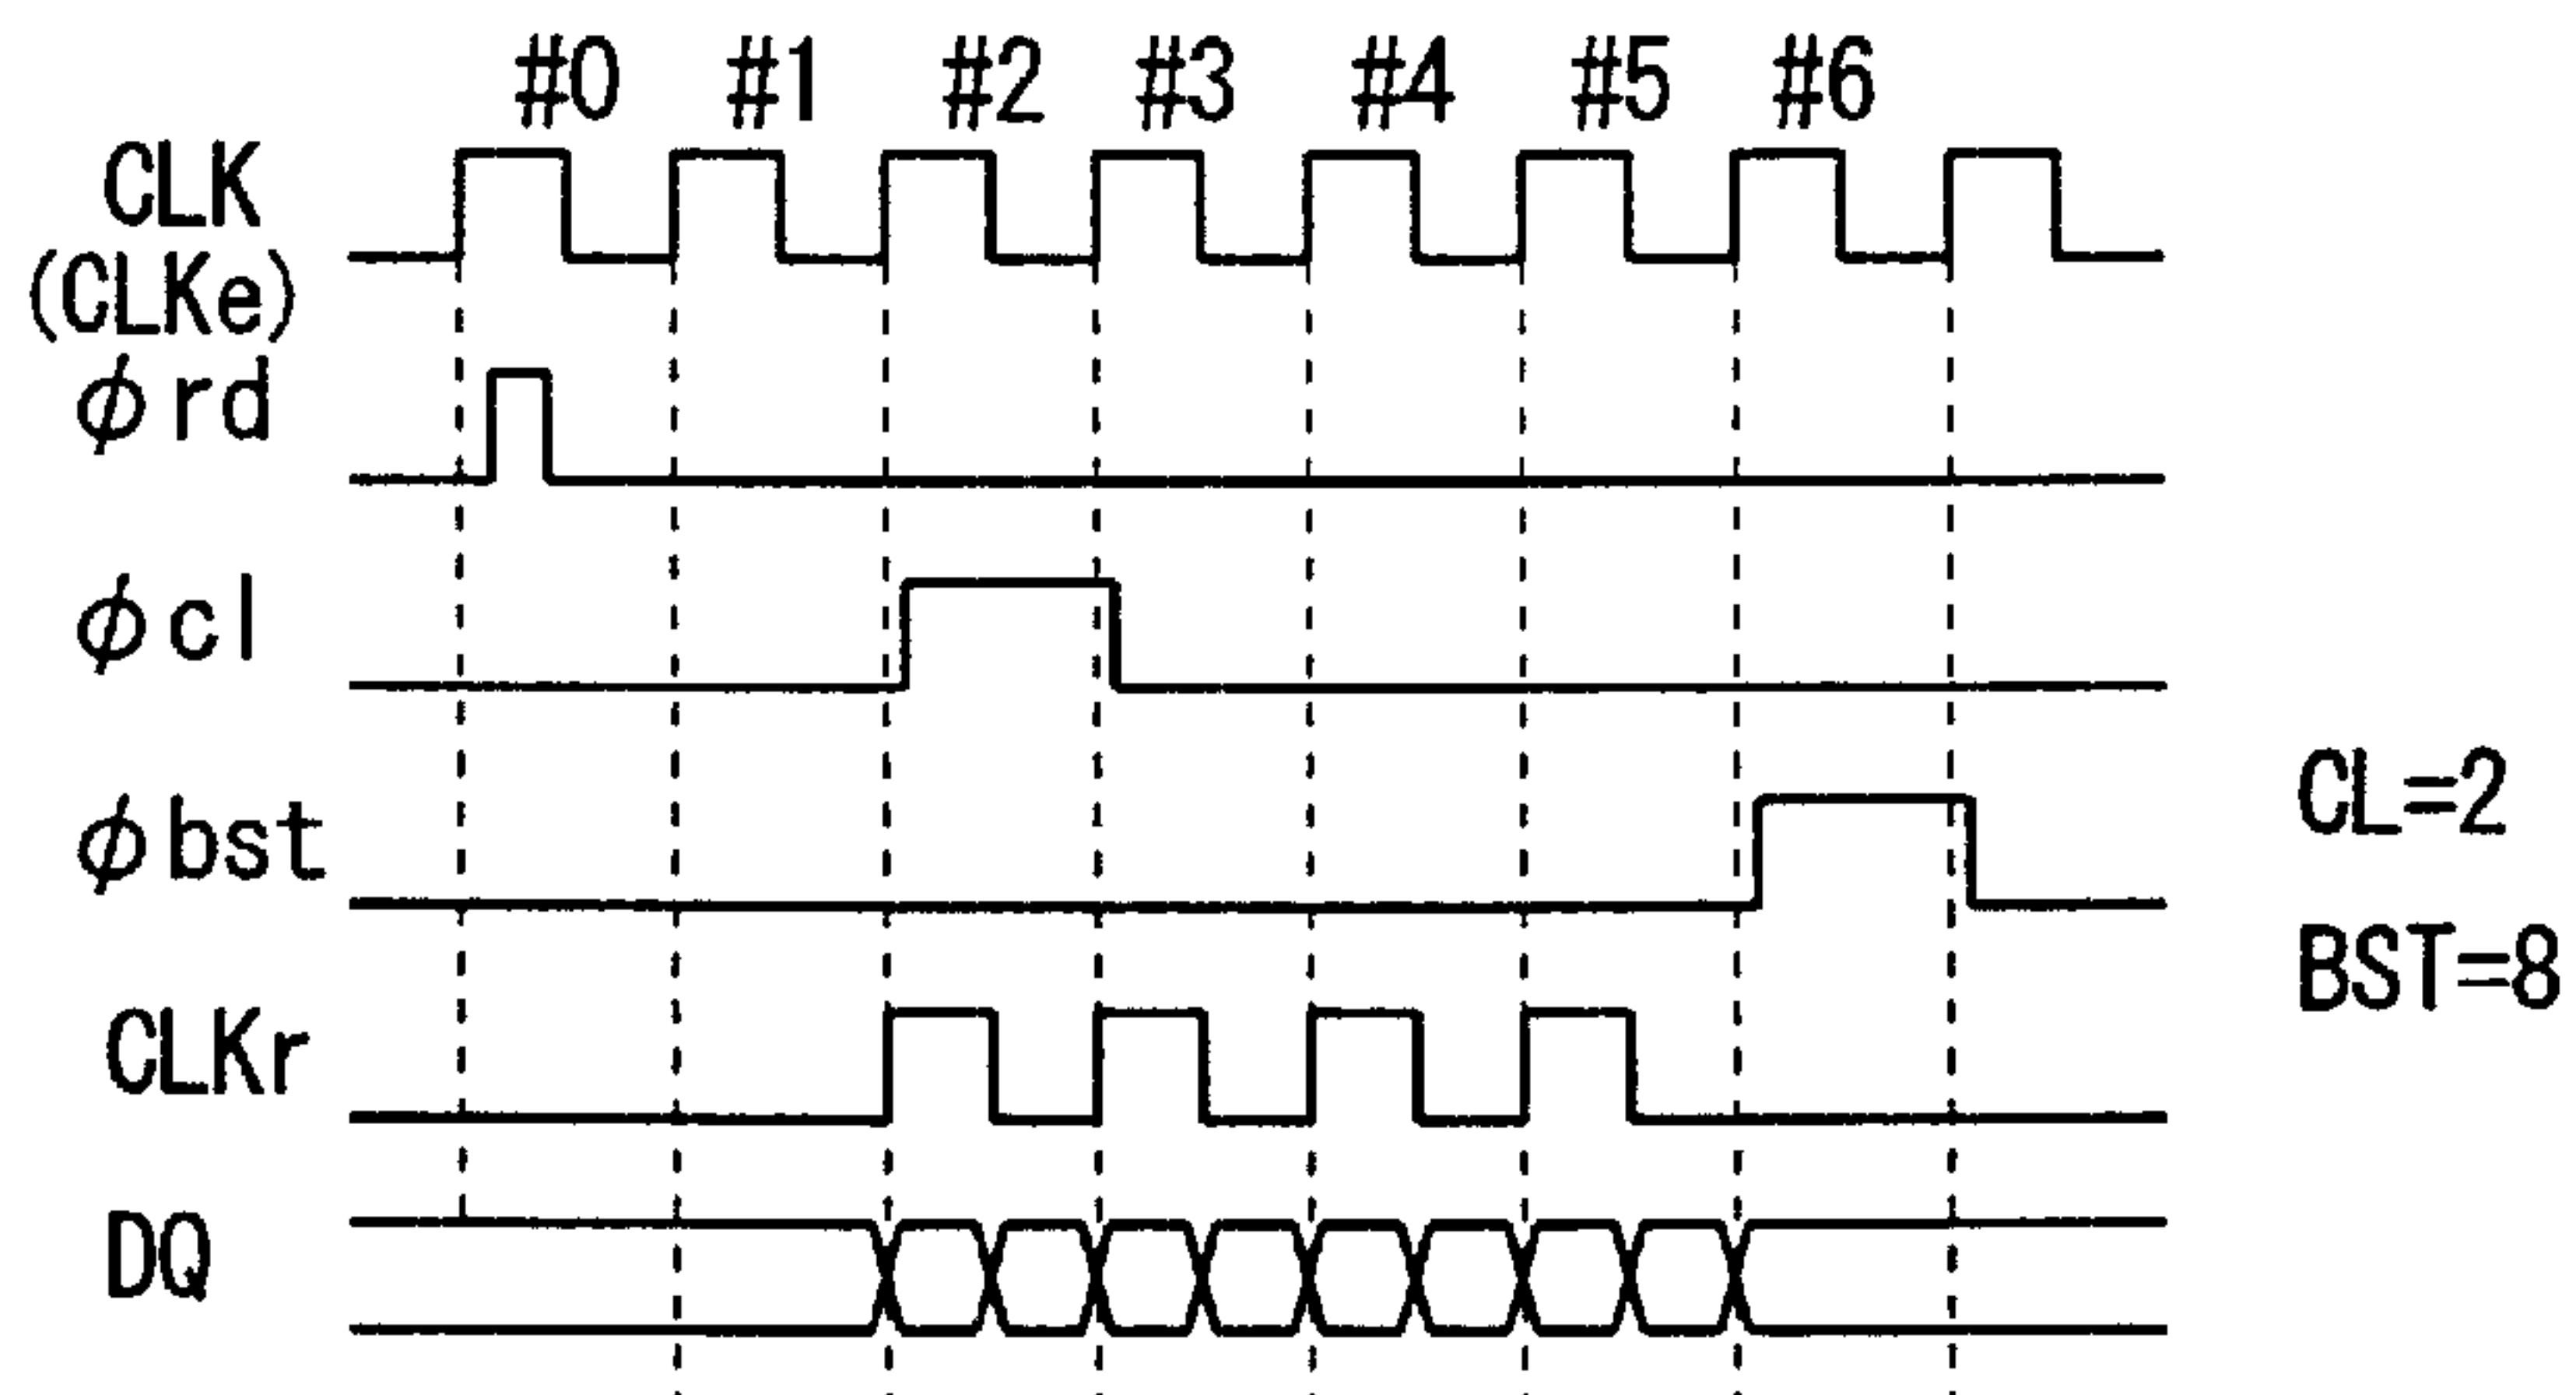 #0 #1 #2 #3 #4 #5 #6
CLK
(CLKe)
φrd
φcl
φbst
CL=2
BST=8
CLKr
DQ